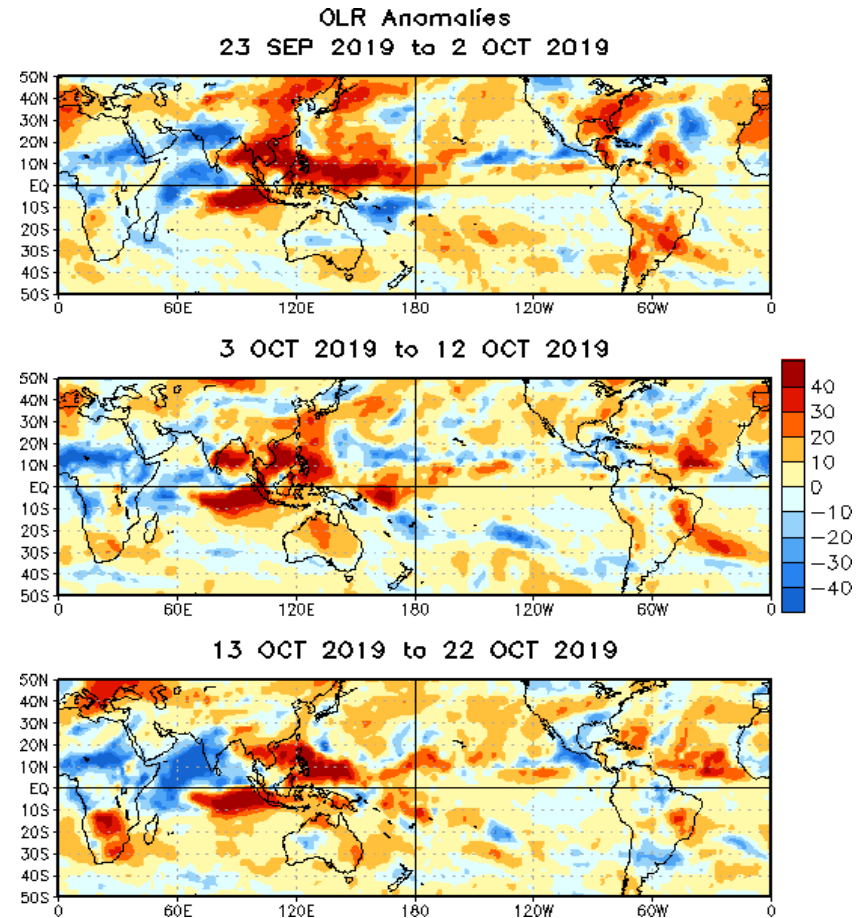 OLR Anomalies
23 SEP 2019 to 2 OCT 2019
50N
40N
30N
20N
10N
EQ
10S
20S
30S
40S
50S
0 60E 120E 180 120W 60W 0
3 OCT 2019 to 12 OCT 2019
50N
40N
30N
20N
10N
EQ
10S
20S
30S
40S
50S
0 60E 120E 180 120W 60W 0
40
30
20
10
0
−10
−20
−30
−40
13 OCT 2019 to 22 OCT 2019
50N
40N
30N
20N
10N
EQ
10S
20S
30S
40S
50S
0 60E 120E 180 120W 60W 0